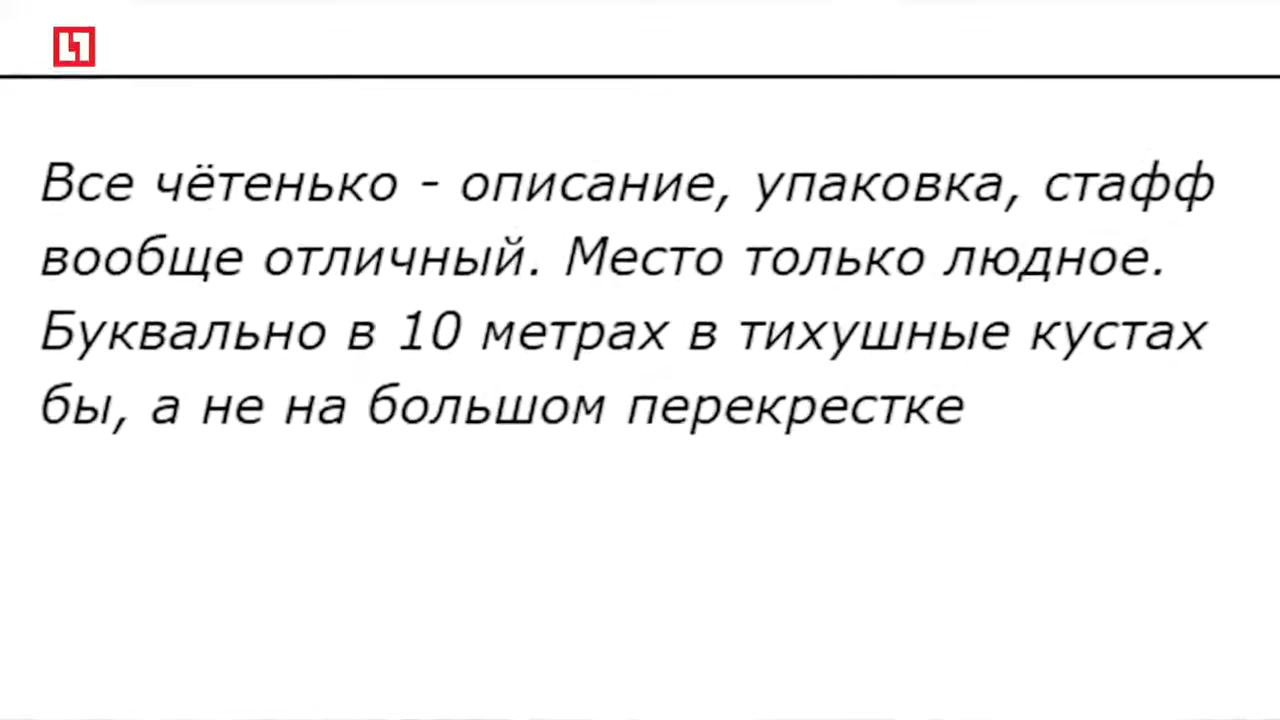 Все чётенько - описание, упаковка, стафф
вообще отличный. Место только людное.
Буквально в 10 метрах в тихушные кустах
бы, а не на большом перекрестке